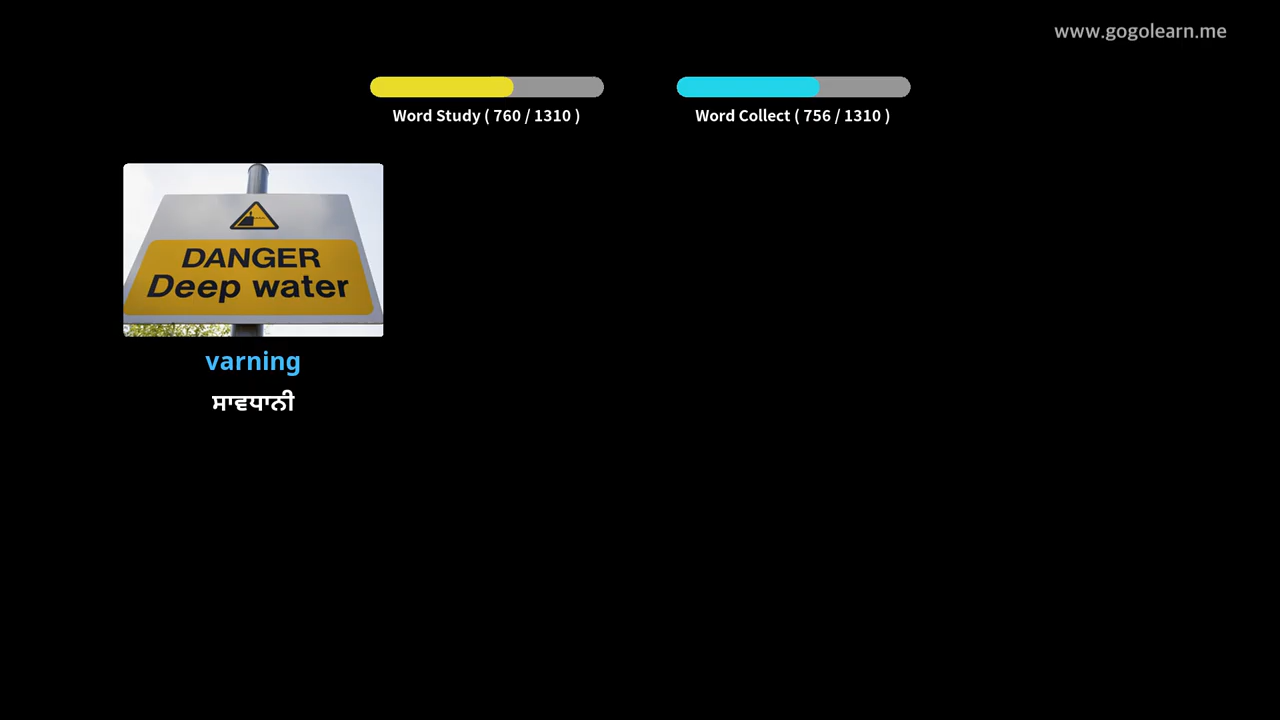 www.gogolearn.me
Word Study ( 760 / 1310 )
Word Collect ( 756 / 1310 )
DANGER
Deep water
varning
ਸਾਵਧਾਨੀ